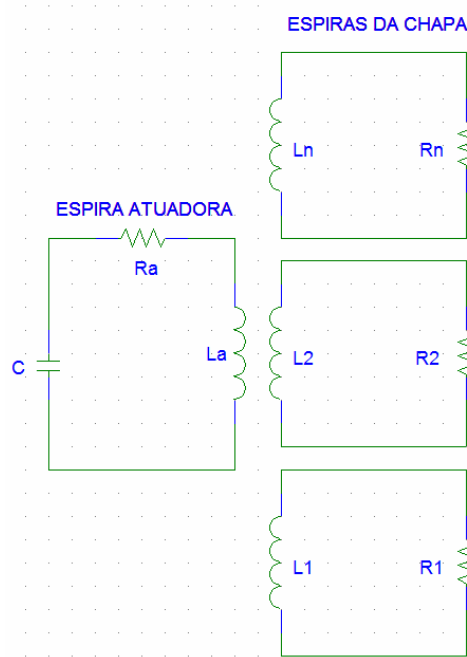 ESPIRAS DA CHAPA
Ln
Rn
ESPIRA ATUADORA
Ra
C
La
L2
R2
L1
R1